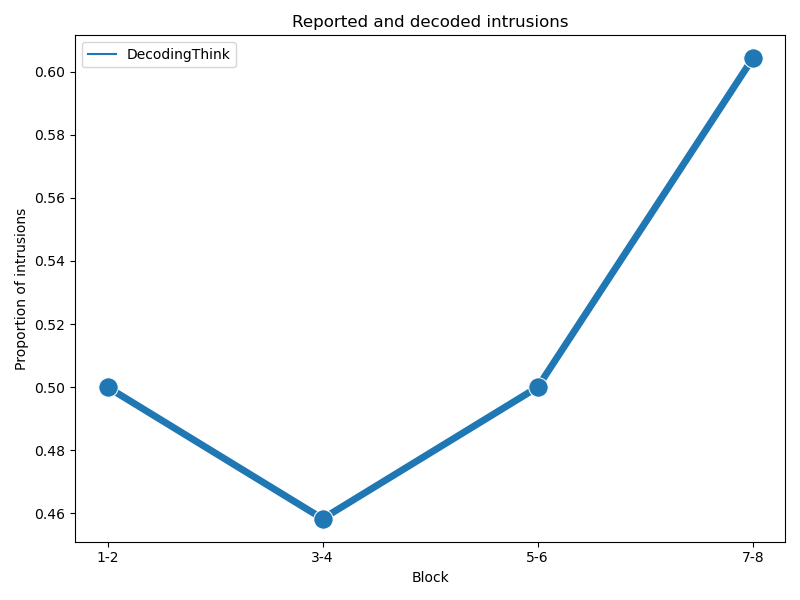 Reported and decoded intrusions
DecodingThink
Proportion of intrusions
0.60
0.58
0.56
0.54
0.52
0.50
0.48
0.46
1-2 3-4 5-6 7-8
Block